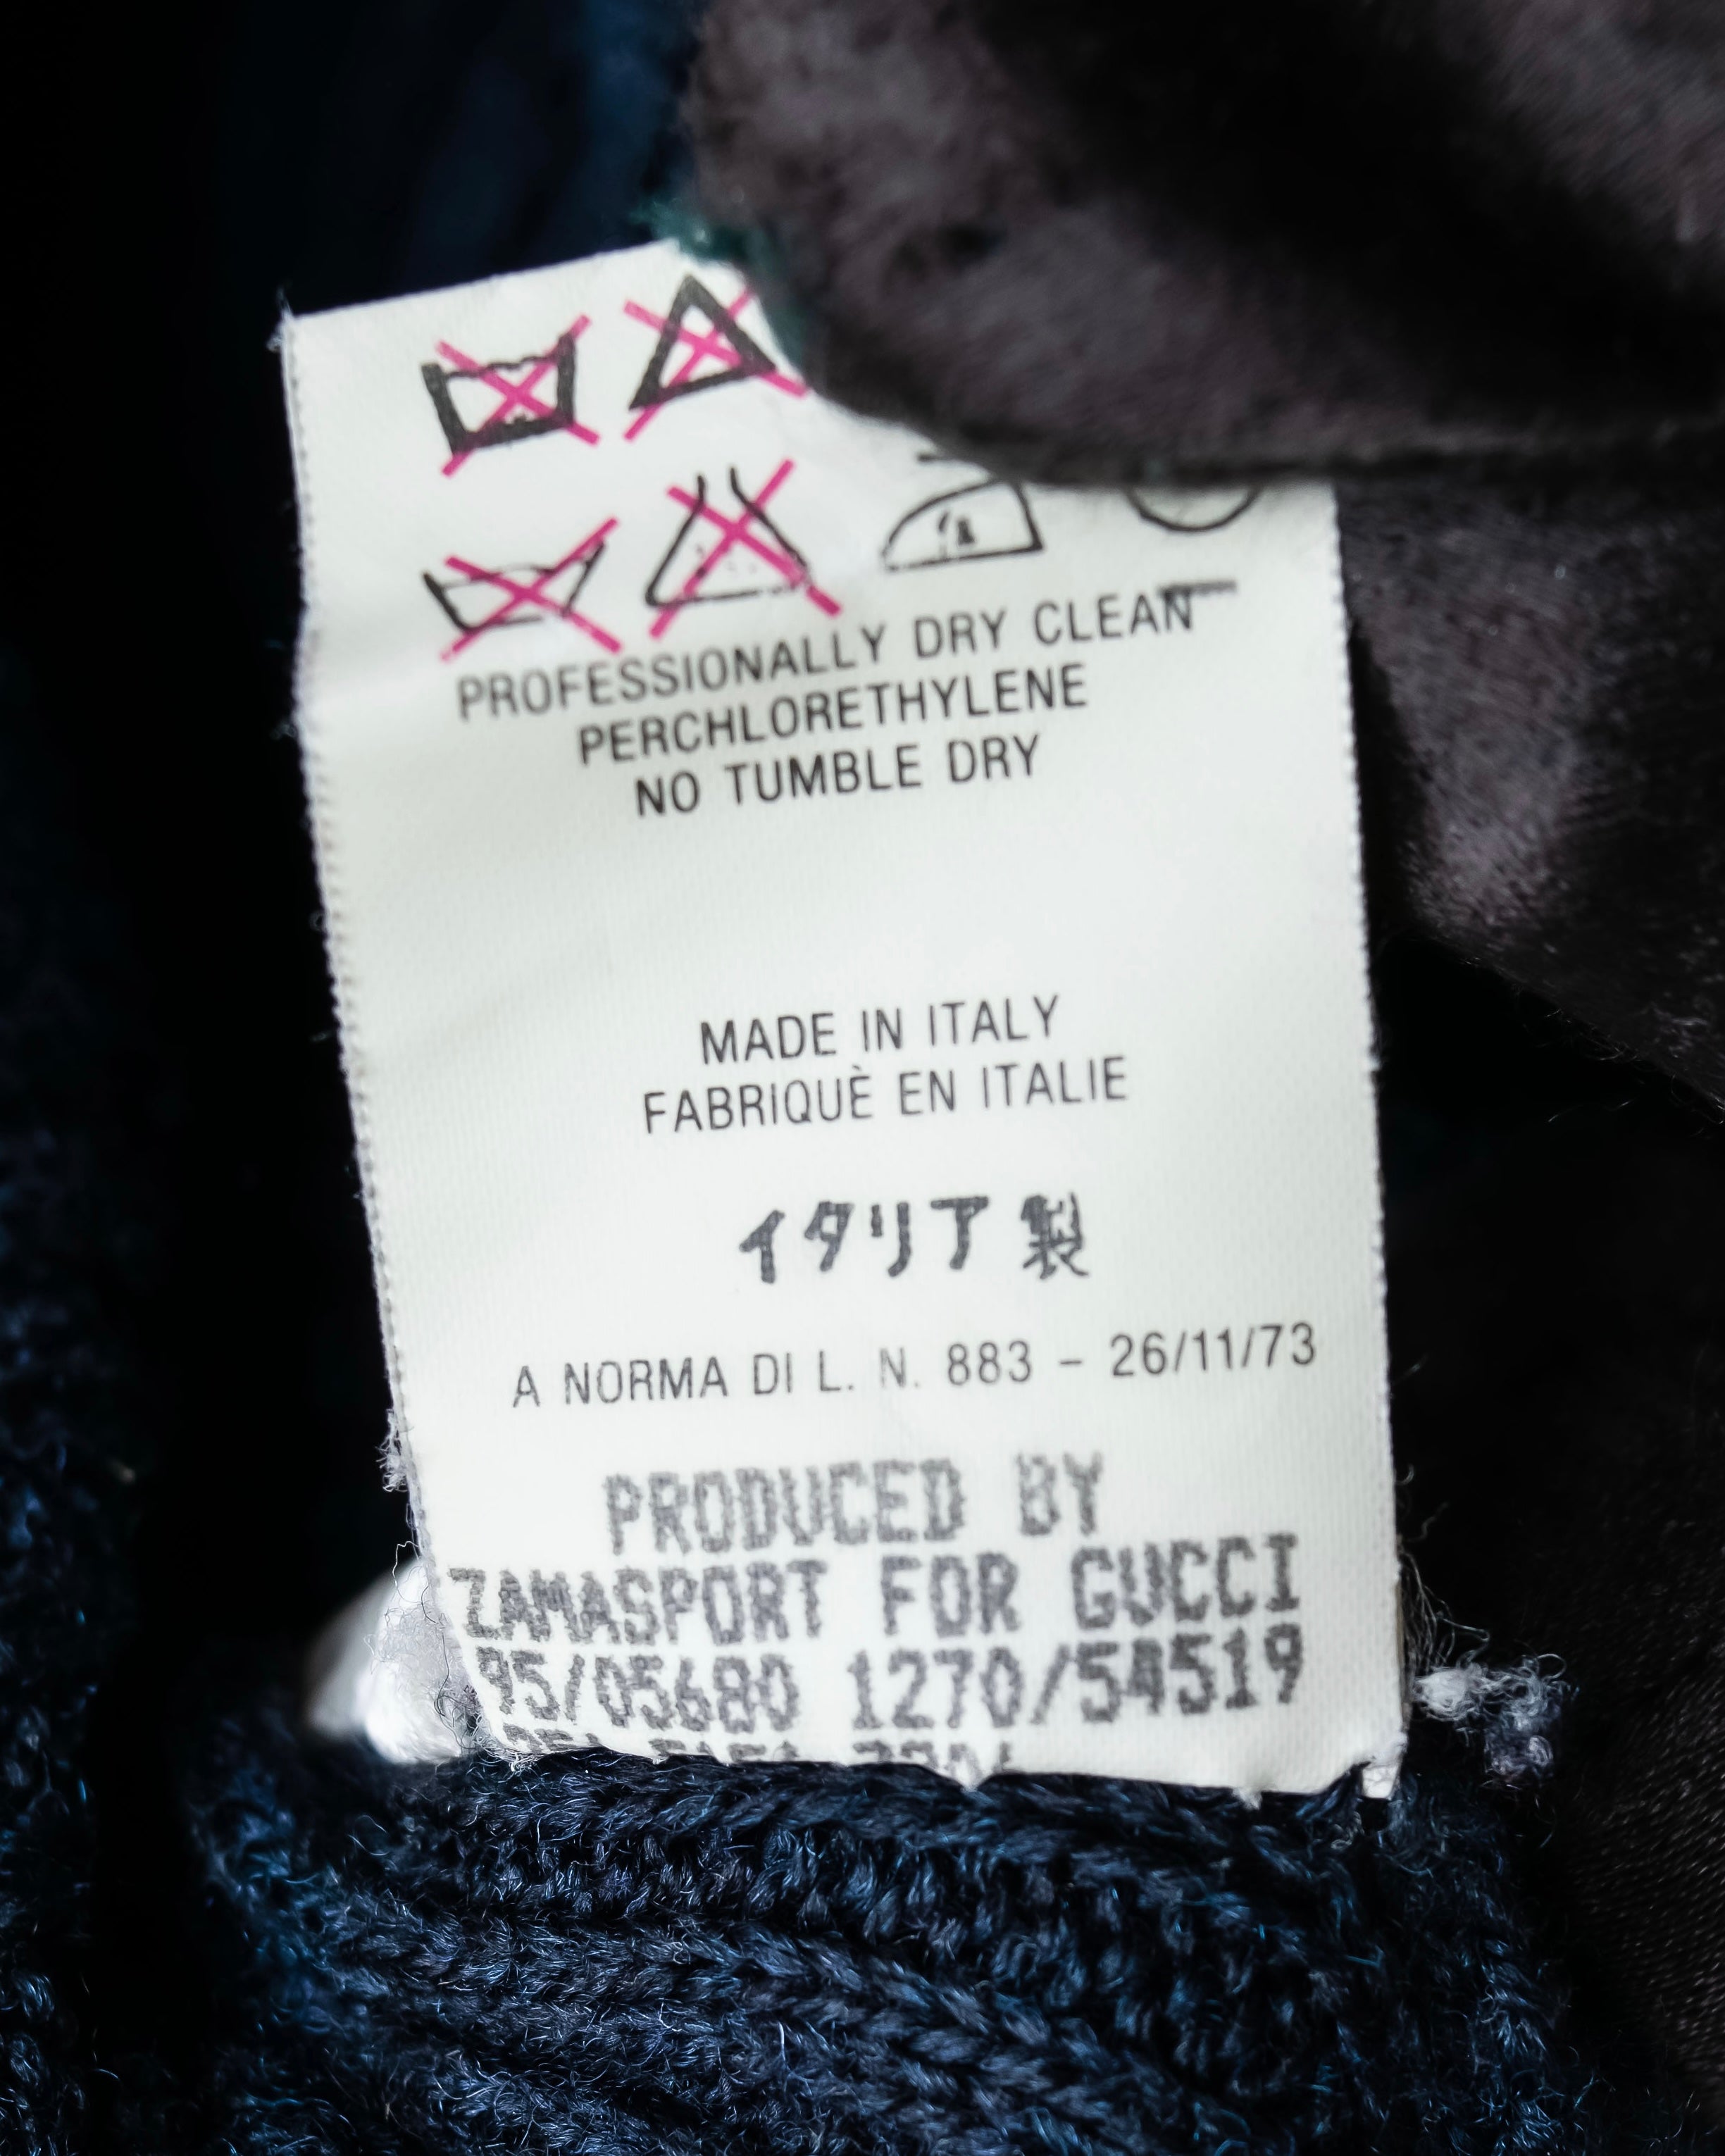 PROFESSIONALLY DRY CLEAN
PERCHLORETHYLENE
NO TUMBLE DRY
MADE IN ITALY
FABRIQUÈ EN ITALIE
イタリア製
A NORMA DI L. N. 883 – 26/11/73
PRODUCED BY
ZAMASPORT FOR GUCCI
95/05680 1270/54519